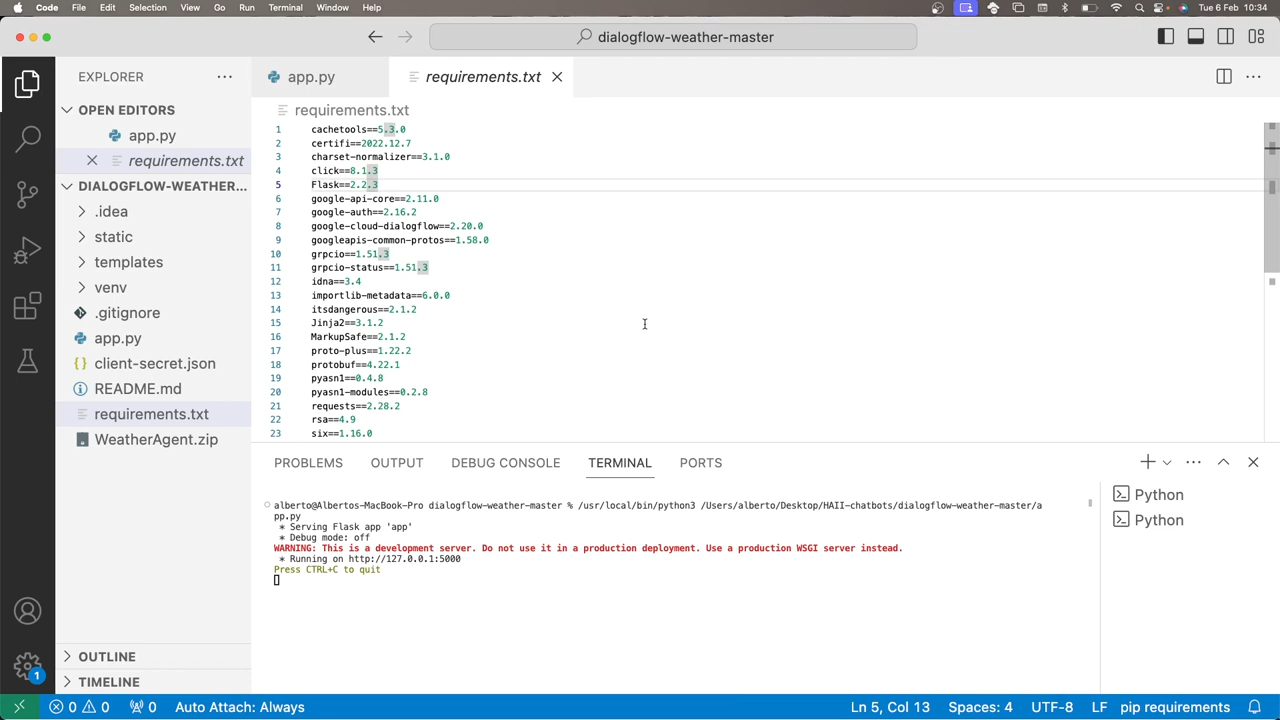 Code File Edit Selection View Go Run Terminal Window Help
Tue 6 Feb 10:34
dialogflow-weather-master
EXPLORER
OPEN EDITORS
app.py
requirements.txt
DIALOGFLOW-WEATHER...
.idea
static
templates
venv
.gitignore
app.py
client-secret.json
README.md
requirements.txt
WeatherAgent.zip
OUTLINE
TIMELINE
app.py
requirements.txt
requirements.txt
1 cachetools==5.3.0
2 certifi==2022.12.7
3 charset-normalizer==3.1.0
4 click==8.1.3
5 Flask==2.2.3
6 google-api-core==2.11.0
7 google-auth==2.16.2
8 google-cloud-dialogflow==2.20.0
9 googleapis-common-protos==1.58.0
10 grpcio==1.51.3
11 grpcio-status==1.51.3
12 idna==3.4
13 importlib-metadata==6.0.0
14 itsdangerous==2.1.2
15 Jinja2==3.1.2
16 MarkupSafe==2.1.2
17 proto-plus==1.22.2
18 protobuf==4.22.1
19 pyasn1==0.4.8
20 pyasn1-modules==0.2.8
21 requests==2.28.2
22 rsa==4.9
23 six==1.16.0
PROBLEMS OUTPUT DEBUG CONSOLE TERMINAL PORTS
alberto@Albertos-MacBook-Pro dialogflow-weather-master % /usr/local/bin/python3 /Users/alberto/Desktop/HAII-chatbots/dialogflow-weather-master/a
pp.py
* Serving Flask app 'app'
* Debug mode: off
WARNING: This is a development server. Do not use it in a production deployment. Use a production WSGI server instead.
* Running on http://127.0.0.1:5000
Press CTRL+C to quit
Python
Python
1
0 0 0 Auto Attach: Always Ln 5, Col 13 Spaces: 4 UTF-8 LF pip requirements